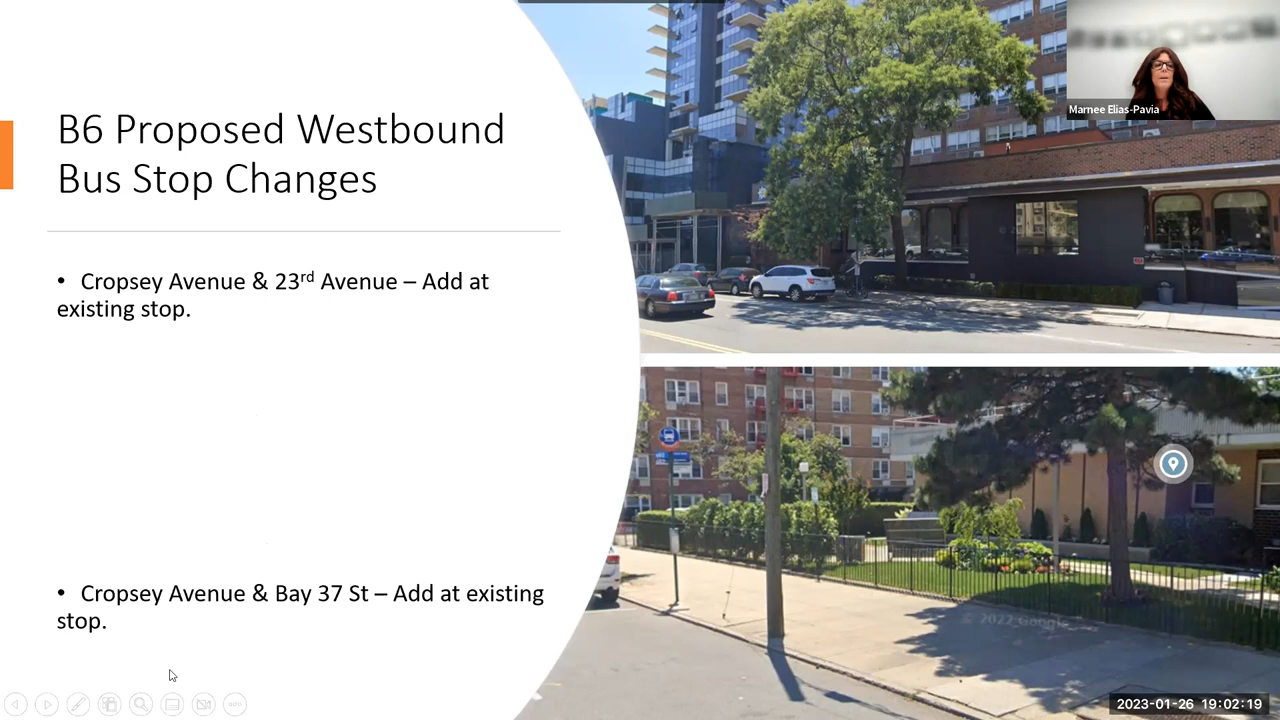 B6 Proposed Westbound
Bus Stop Changes
• Cropsey Avenue & 23rd Avenue – Add at
existing stop.
• Cropsey Avenue & Bay 37 St – Add at existing
stop.
Marnee Elias-Pavia
© 2022 Google
2023-01-26 19:02:19